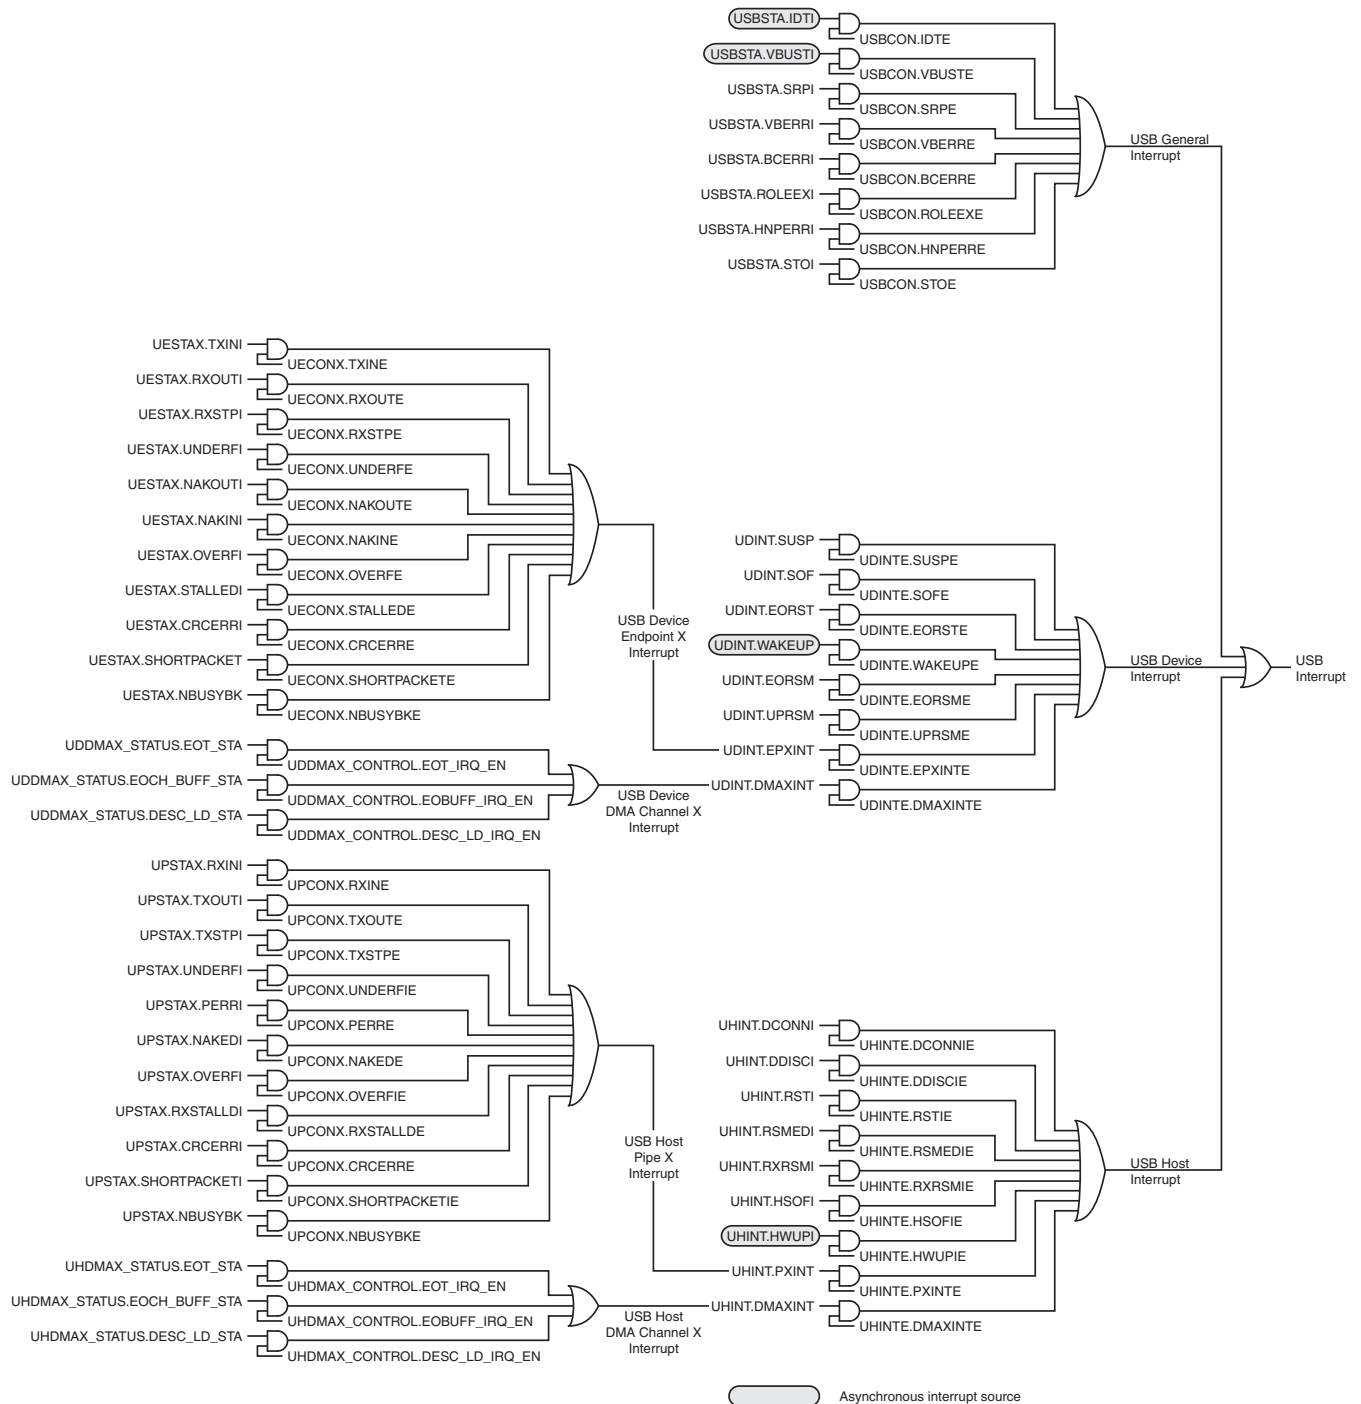 USBSTA.IDTI
USBCON.IDTE
USBSTA.VBUSTI
USBCON.VBUSTE
USBSTA.SRPI
USBCON.SRPE
USBSTA.VBERRI
USBCON.VBERRE
USBSTA.BCERRI
USBCON.BCERRE
USBSTA.ROLEEXI
USBCON.ROLEEXE
USBSTA.HNPERRI
USBCON.HNPERRE
USBSTA.STOI
USBCON.STOE
USB General
Interrupt
UESTAX.TXINI
UECONX.TXINE
UESTAX.RXOUTI
UECONX.RXOUTE
UESTAX.RXSTPI
UECONX.RXSTPE
UESTAX.UNDERFI
UECONX.UNDERFE
UESTAX.NAKOUTI
UECONX.NAKOUTE
UESTAX.NAKINI
UECONX.NAKINE
UESTAX.OVERFI
UECONX.OVERFE
UESTAX.STALLEDI
UECONX.STALLEDE
UESTAX.CRCERRI
UECONX.CRCERRE
UESTAX.SHORTPACKET
UECONX.SHORTPACKETE
UESTAX.NBUSYBK
UECONX.NBUSYBKE
USB Device
Endpoint X
Interrupt
UDDMAX_STATUS.EOT_STA
UDDMAX_CONTROL.EOT_IRQ_EN
UDDMAX_STATUS.EOCH_BUFF_STA
UDDMAX_CONTROL.EOBUFF_IRQ_EN
UDDMAX_STATUS.DESC_LD_STA
UDDMAX_CONTROL.DESC_LD_IRQ_EN
USB Device
DMA Channel X
Interrupt
UDINT.SUSP
UDINTE.SUSPE
UDINT.SOF
UDINTE.SOFE
UDINT.EORST
UDINTE.EORSTE
UDINT.WAKEUP
UDINTE.WAKEUPE
UDINT.EORSM
UDINTE.EORSME
UDINT.UPRSM
UDINTE.UPRSME
UDINT.EPXINT
UDINTE.EPXINTE
UDINT.DMAXINT
UDINTE.DMAXINTE
USB Device
Interrupt
USB
Interrupt
UPSTAX.RXINI
UPCONX.RXINE
UPSTAX.TXOUTI
UPCONX.TXOUTE
UPSTAX.TXSTPI
UPCONX.TXSTPE
UPSTAX.UNDERFI
UPCONX.UNDERFIE
UPSTAX.PERRI
UPCONX.PERRE
UPSTAX.NAKEDI
UPCONX.NAKEDE
UPSTAX.OVERFI
UPCONX.OVERFIE
UPSTAX.RXSTALLDI
UPCONX.RXSTALLDE
UPSTAX.CRCERRI
UPCONX.CRCERRE
UPSTAX.SHORTPACKETI
UPCONX.SHORTPACKETIE
UPSTAX.NBUSYBK
UPCONX.NBUSYBKE
USB Host
Pipe X
Interrupt
UHDMAX_STATUS.EOT_STA
UHDMAX_CONTROL.EOT_IRQ_EN
UHDMAX_STATUS.EOCH_BUFF_STA
UHDMAX_CONTROL.EOBUFF_IRQ_EN
UHDMAX_STATUS.DESC_LD_STA
UHDMAX_CONTROL.DESC_LD_IRQ_EN
USB Host
DMA Channel X
Interrupt
UHINT.DCONNI
UHINTE.DCONNIE
UHINT.DDISCI
UHINTE.DDISCIE
UHINT.RSTI
UHINTE.RSTIE
UHINT.RSMEDI
UHINTE.RSMEDIE
UHINT.RXRSMI
UHINTE.RXRSMIE
UHINT.HSOFI
UHINTE.HSOFIE
UHINT.HWUPI
UHINTE.HWUPIE
UHINT.PXINT
UHINTE.PXINTE
UHINT.DMAXINT
UHINTE.DMAXINTE
USB Host
Interrupt
Asynchronous interrupt source